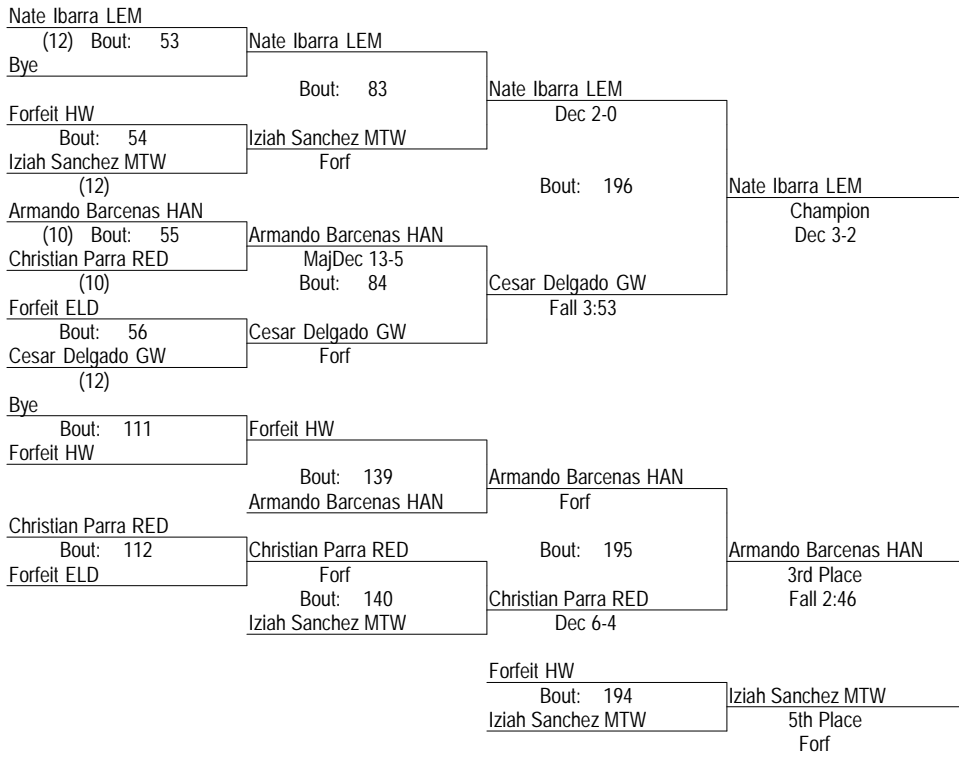 Nate Ibarra LEM
(12) Bout: 53
Nate Ibarra LEM
Bye
Bout: 83
Nate Ibarra LEM
Forfeit HW
Dec 2-0
Bout: 54
Iziah Sanchez MTW
Iziah Sanchez MTW
Forf
(12)
Bout: 196
Nate Ibarra LEM
Armando Barcenas HAN
Champion
(10) Bout: 55
Armando Barcenas HAN
Dec 3-2
Christian Parra RED
MajDec 13-5
(10)
Bout: 84
Cesar Delgado GW
Forfeit ELD
Fall 3:53
Bout: 56
Cesar Delgado GW
Cesar Delgado GW
Forf
(12)
Bye
Bout: 111
Forfeit HW
Forfeit HW
Bout: 139
Armando Barcenas HAN
Armando Barcenas HAN
Forf
Christian Parra RED
Bout: 112
Christian Parra RED
Bout: 195
Armando Barcenas HAN
Forfeit ELD
Forf
3rd Place
Bout: 140
Christian Parra RED
Fall 2:46
Iziah Sanchez MTW
Dec 6-4
Forfeit HW
Bout: 194
Iziah Sanchez MTW
Iziah Sanchez MTW
5th Place
Forf